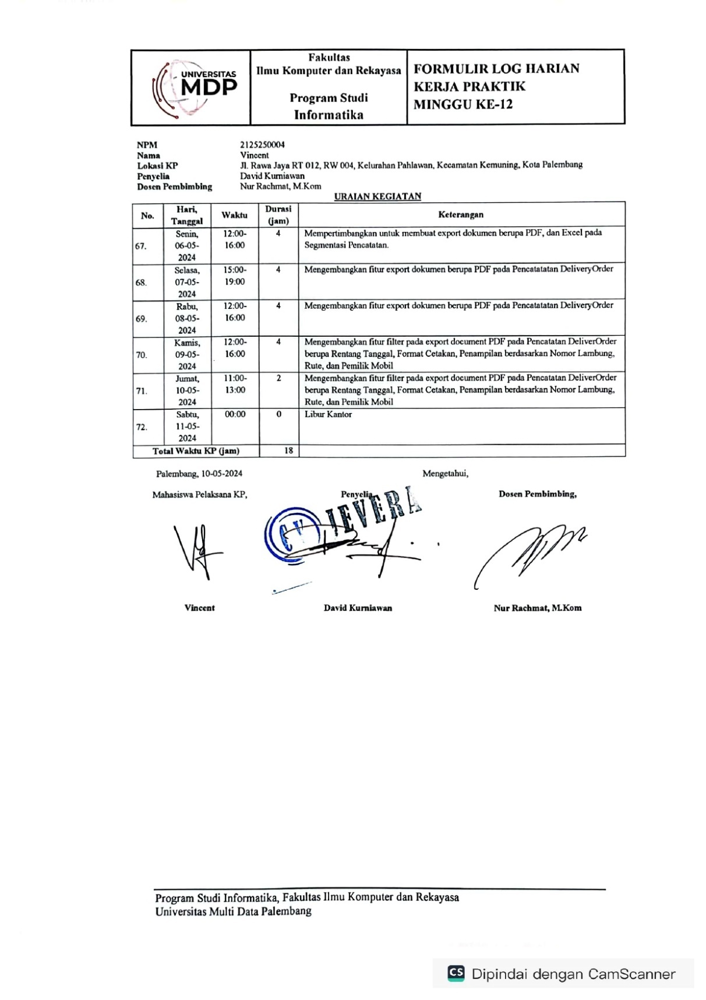 UNIVERSITAS
MDP
Fakultas
Ilmu Komputer dan Rekayasa
Program Studi
Informatika
FORMULIR LOG HARIAN
KERJA PRAKTIK
MINGGU KE-12
NPM 2125250004
Nama Vincent
Lokasi KP Jl. Rawa Jaya RT 012, RW 004, Kelurahan Pahlawan, Kecamatan Kemuning, Kota Palembang
Penyelia David Kurniawan
Dosen Pembimbing Nur Rachmat, M.Kom
URAIAN KEGIATAN
No. Hari, Tanggal Waktu Durasi (jam) Keterangan
67. Senin, 06-05-2024 12:00-16:00 4 Mempertimbangkan untuk membuat export dokumen berupa PDF, dan Excel pada
Segmentasi Pencatatan.
68. Selasa, 07-05-2024 15:00-19:00 4 Mengembangkan fitur export dokumen berupa PDF pada Pencatatatan DeliveryOrder
69. Rabu, 08-05-2024 12:00-16:00 4 Mengembangkan fitur export dokumen berupa PDF pada Pencatatatan DeliveryOrder
70. Kamis, 09-05-2024 12:00-16:00 4 Mengembangkan fitur filter pada export document PDF pada Pencatatan DeliverOrder
berupa Rentang Tanggal, Format Cetakan, Penampilan berdasarkan Nomor Lambung,
Rute, dan Pemilik Mobil
71. Jumat, 10-05-2024 11:00-13:00 2 Mengembangkan fitur filter pada export document PDF pada Pencatatan DeliverOrder
berupa Rentang Tanggal, Format Cetakan, Penampilan berdasarkan Nomor Lambung,
Rute, dan Pemilik Mobil
72. Sabtu, 11-05-2024 00:00 0 Libur Kantor
Total Waktu KP (jam) 18
Palembang, 10-05-2024 Mengetahui,
Mahasiswa Pelaksana KP, Penyelia Dosen Pembimbing,
CV IEVERA
Vincent David Kurniawan Nur Rachmat, M.Kom
Program Studi Informatika, Fakultas Ilmu Komputer dan Rekayasa
Universitas Multi Data Palembang
CS Dipindai dengan CamScanner